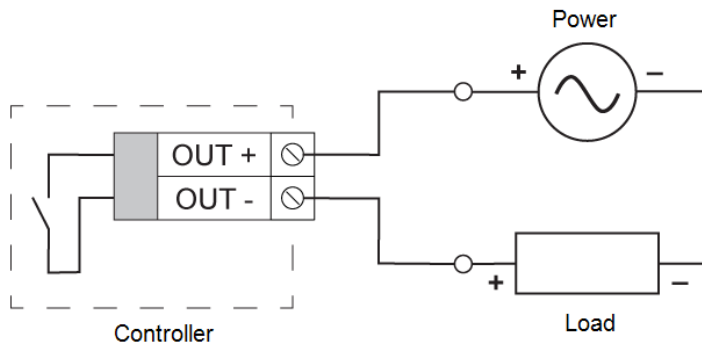 Power
+ –
OUT +
OUT -
+ –
Load
Controller